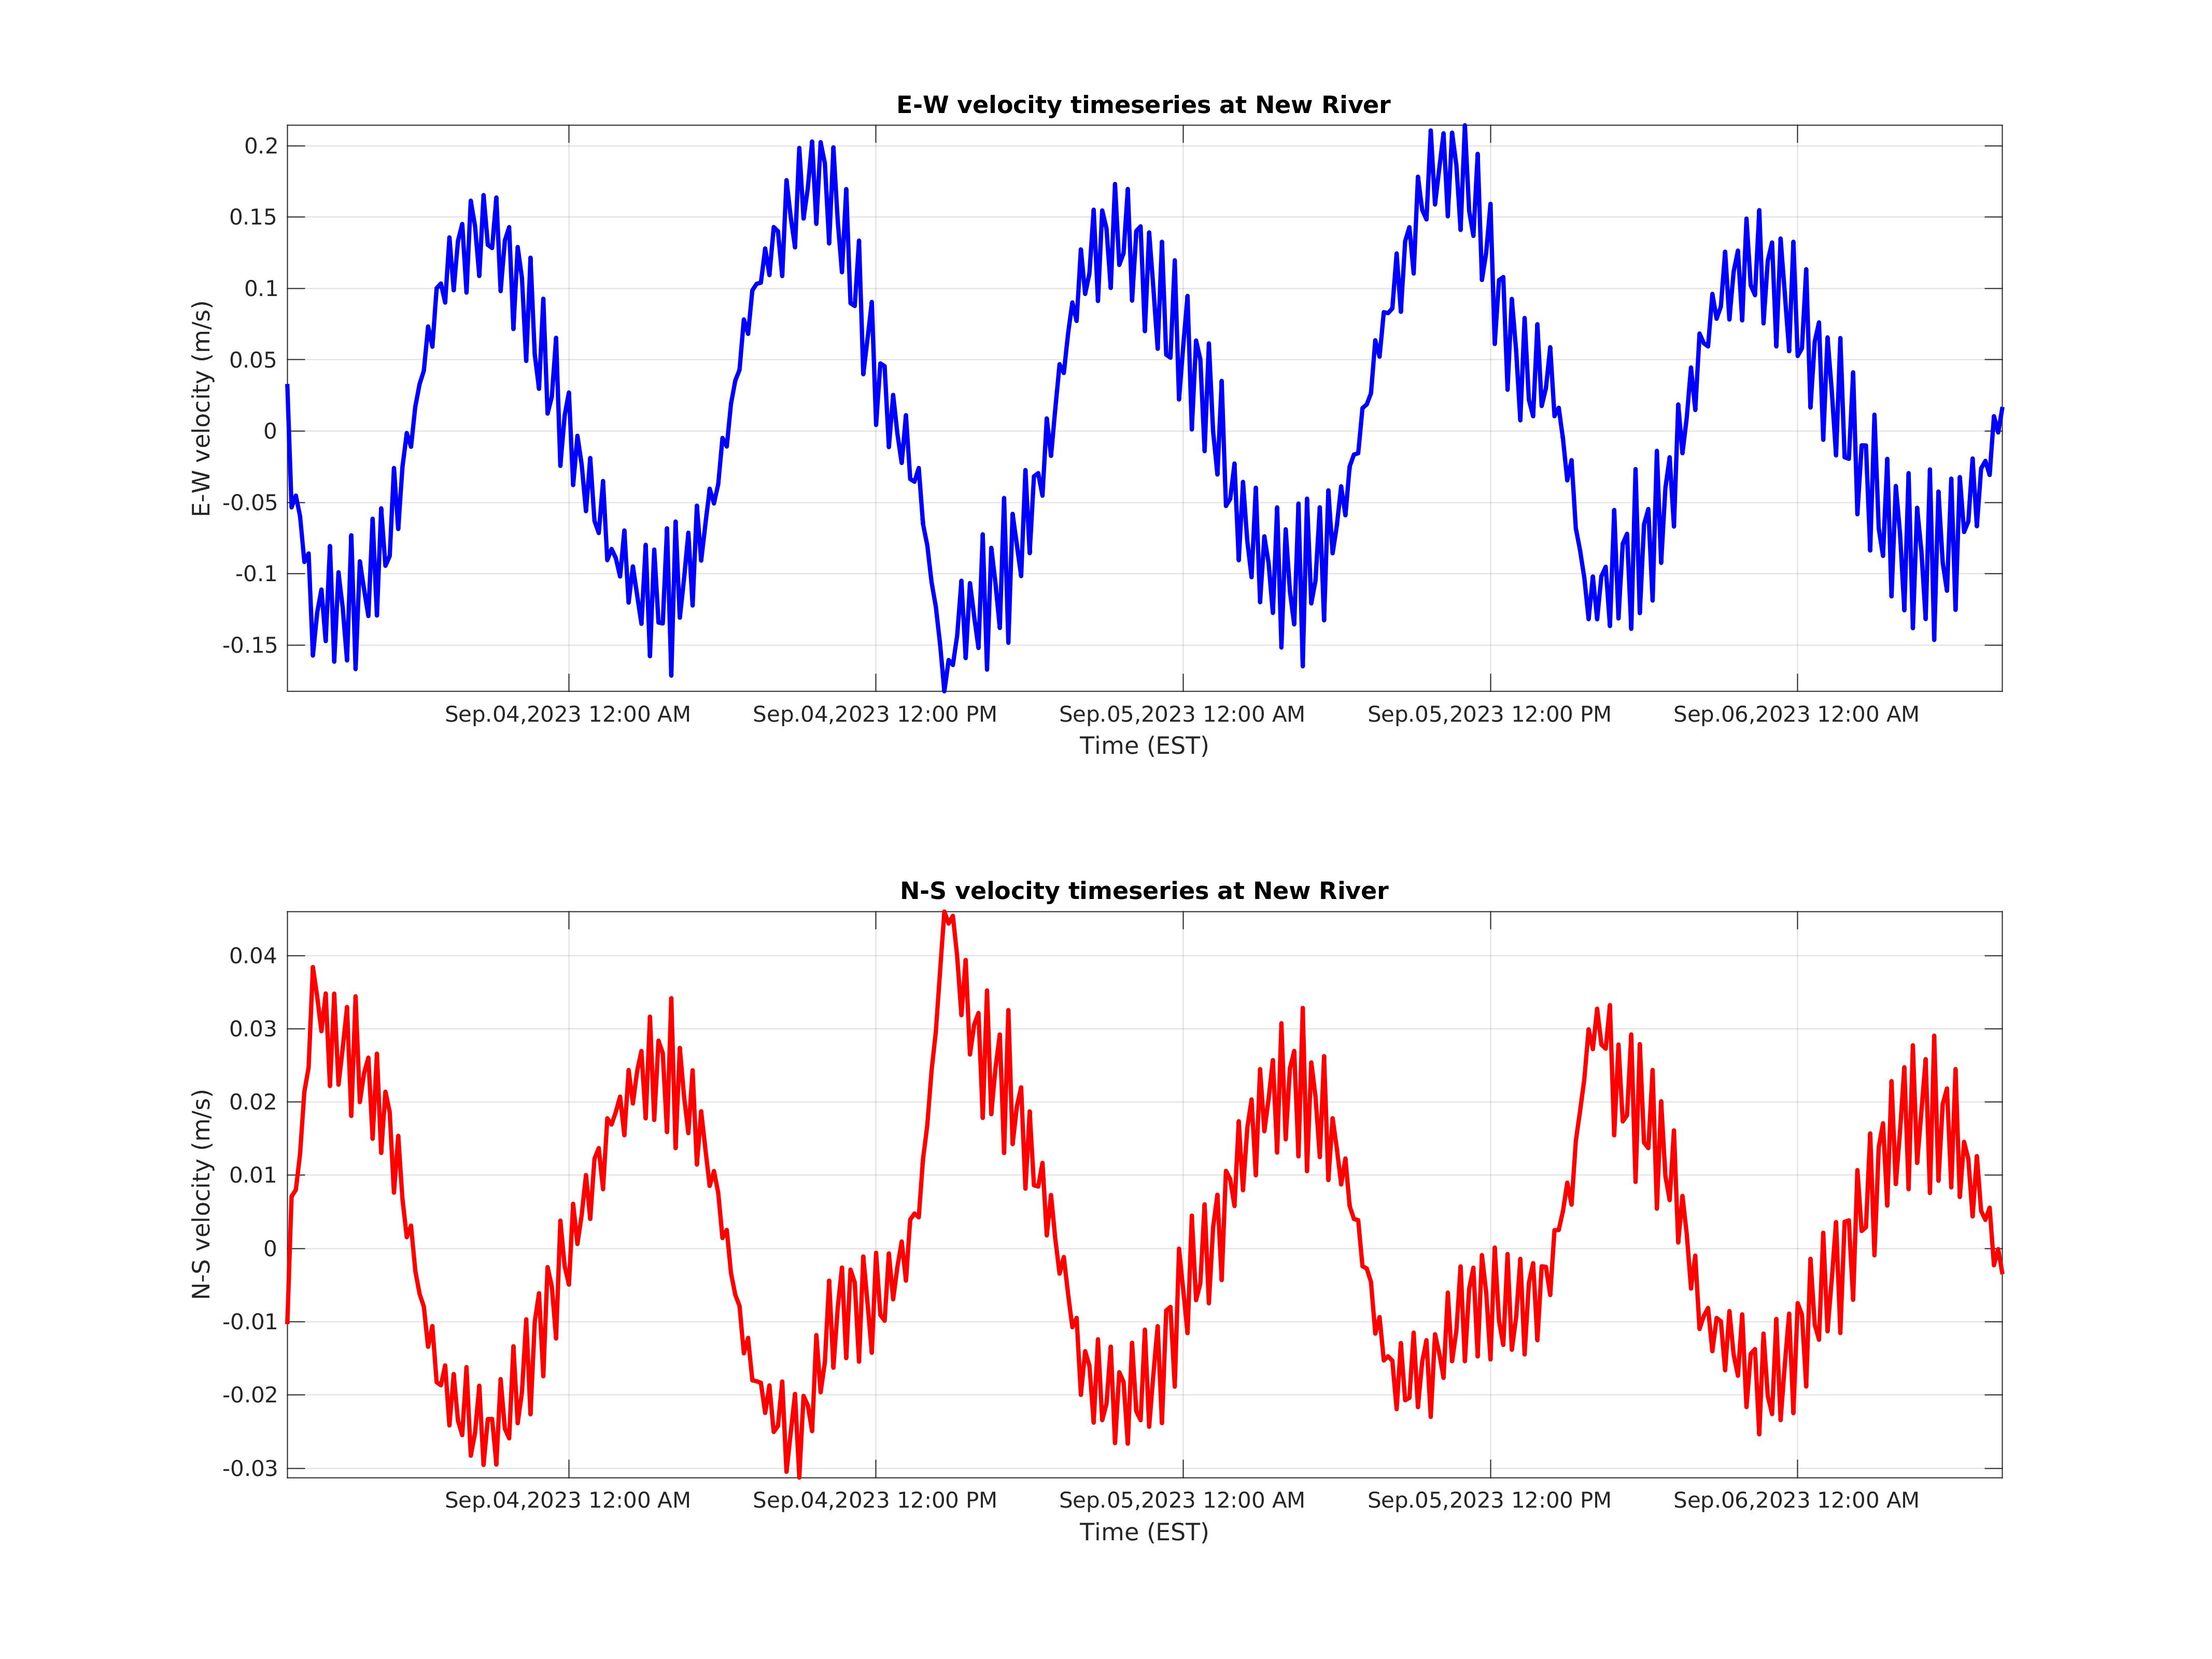 E-W velocity timeseries at New River
E-W velocity (m/s)
0.2
0.15
0.1
0.05
0
-0.05
-0.1
-0.15
Sep.04,2023 12:00 AM Sep.04,2023 12:00 PM Sep.05,2023 12:00 AM Sep.05,2023 12:00 PM Sep.06,2023 12:00 AM
Time (EST)
N-S velocity timeseries at New River
N-S velocity (m/s)
0.04
0.03
0.02
0.01
0
-0.01
-0.02
-0.03
Sep.04,2023 12:00 AM Sep.04,2023 12:00 PM Sep.05,2023 12:00 AM Sep.05,2023 12:00 PM Sep.06,2023 12:00 AM
Time (EST)